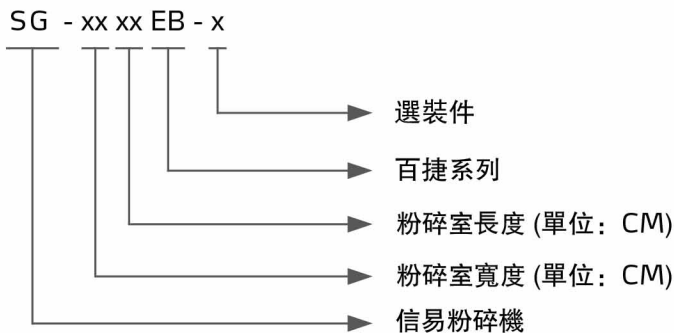 SG - xx xx EB - x
選裝件
百捷系列
粉碎室長度 (單位：CM)
粉碎室寬度 (單位：CM)
信易粉碎機